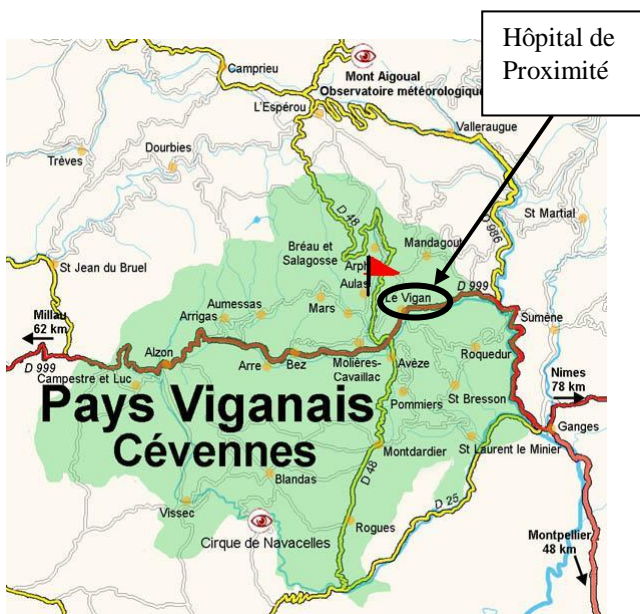 Hôpital de
Proximité
Camprieu
Mont Aigoual
Observatoire météorologique
L'Espérou
Valleraugue
Dourbies
Trèves
D 48
D 986
St Martial
Bréau et
Salagosse
Mandagout
Arph
St Jean du Bruel
Aulas
Le Vigan
D 999
Aumessas
Arrigas
Mars
Millau
62 km
Sumène
Alzon
Molières-
Cavaillac
Avèze
Roquedur
D 999
Campestre et Luc
Arre
Bez
Nimes
78 km
Pays Viganais
Cévennes
Pommiers
St Bresson
Ganges
Montdardier
St Laurent le Minier
Blandas
D 48
D 25
Vissec
Rogues
Cirque de Navacelles
Montpellier
48 km